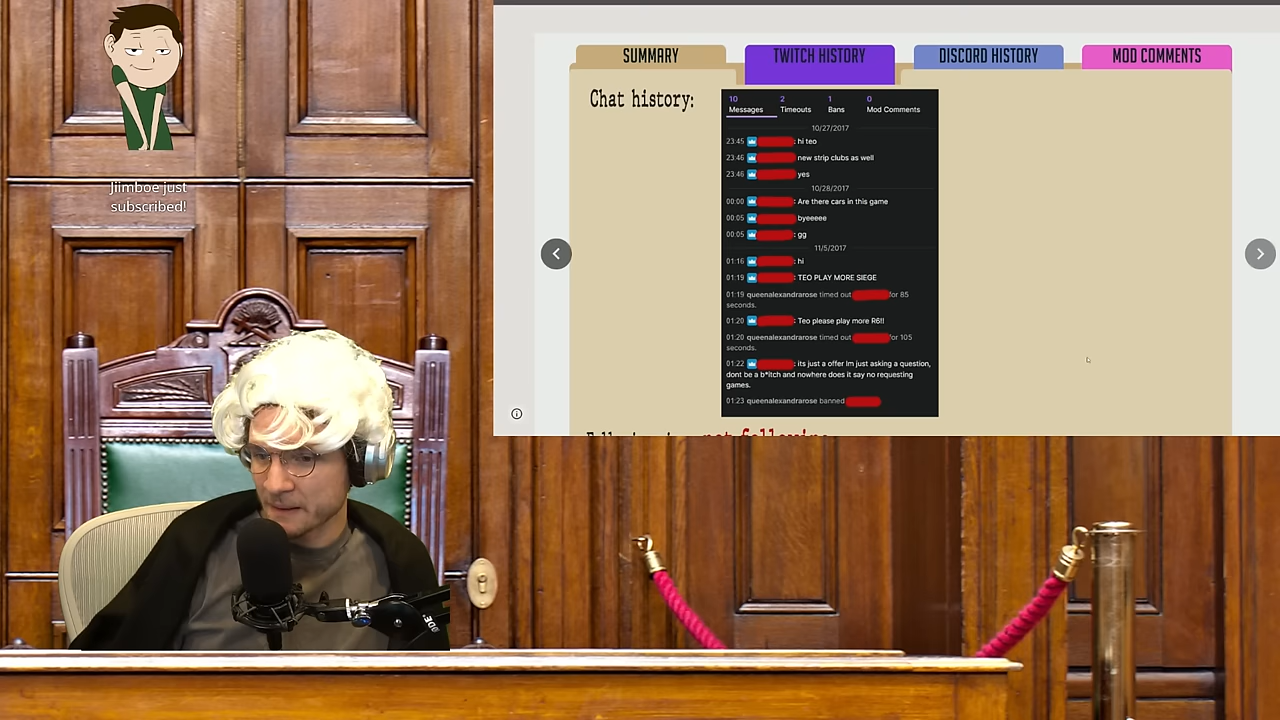 SUMMARY
TWITCH HISTORY
DISCORD HISTORY
MOD COMMENTS
Chat history:
10 2 1 0
Messages Timeouts Bans Mod Comments
10/27/2017
23:45 : hi teo
23:46 new strip clubs as well
23:46 yes
10/28/2017
00:00 : Are there cars in this game
00:05 byeeeee
00:05 : gg
11/5/2017
01:16 : hi
01:19 : TEO PLAY MORE SIEGE
01:19 queenalexandrarose timed out for 85
seconds.
01:20 : Teo please play more R6!!
01:20 queenalexandrarose timed out for 105
seconds.
01:22 : its just a offer Im just asking a question,
dont be a b*itch and nowhere does it say no requesting
games.
01:23 queenalexandrarose banned
not following
Jiimboe just
subscribed!